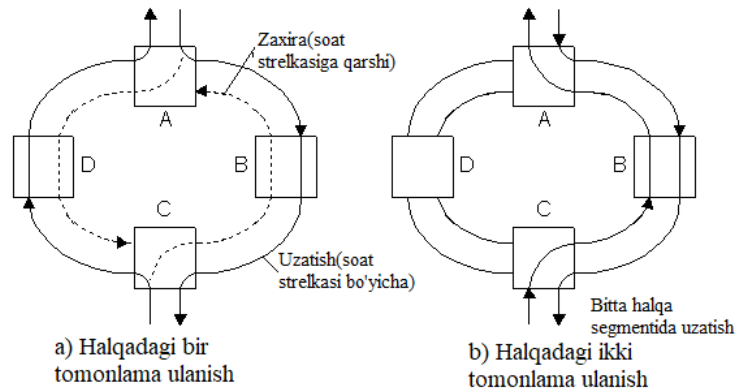 Zaxira(soat
strelkasiga qarshi)
A
D
B
C
Uzatish(soat
strelkasi bo'yicha)
a) Halqadagi bir
tomonlama ulanish
A
D
B
C
Bitta halqa
segmentida uzatish
b) Halqadagi ikki
tomonlama ulanish